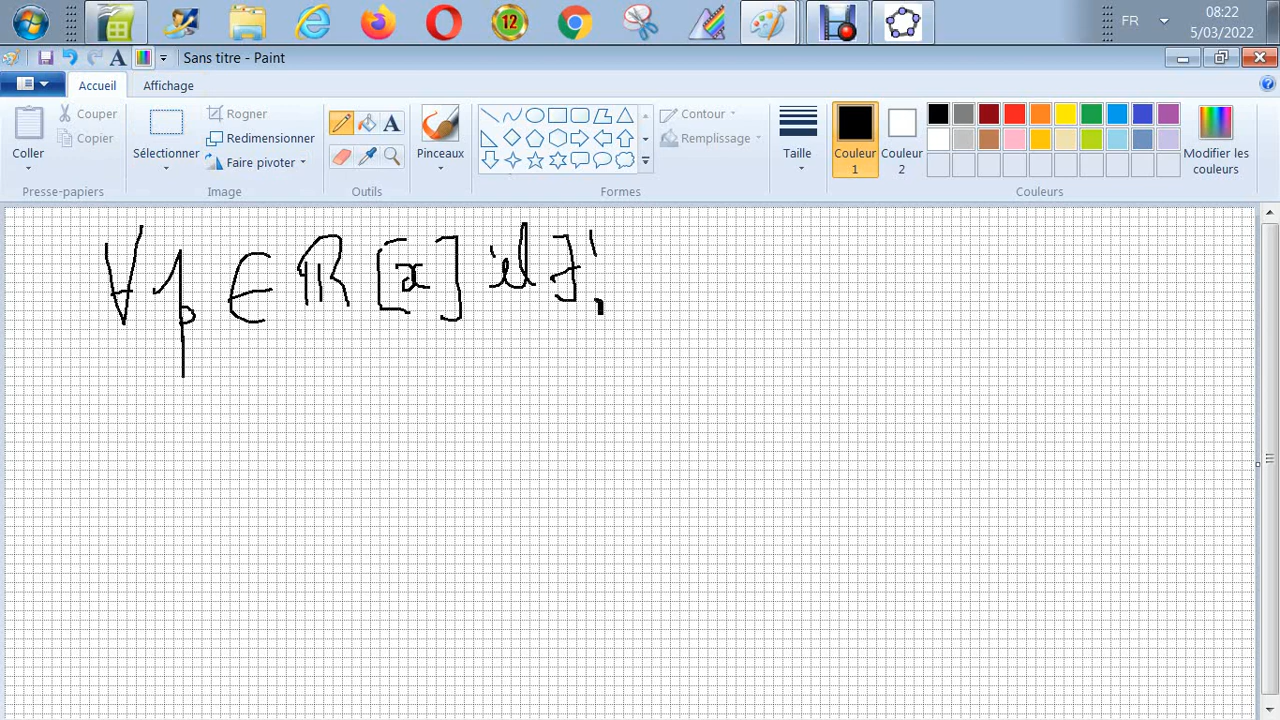 12
FR
08:22
5/03/2022
Sans titre - Paint
Accueil
Affichage
Coller
Couper
Copier
Presse-papiers
Sélectionner
Rogner
Redimensionner
Faire pivoter
Image
A
Outils
Pinceaux
Contour
Remplissage
Formes
Taille
Couleur 1
Couleur 2
Modifier les couleurs
Couleurs
∀ p ∈ ℝ [x] il ∃!